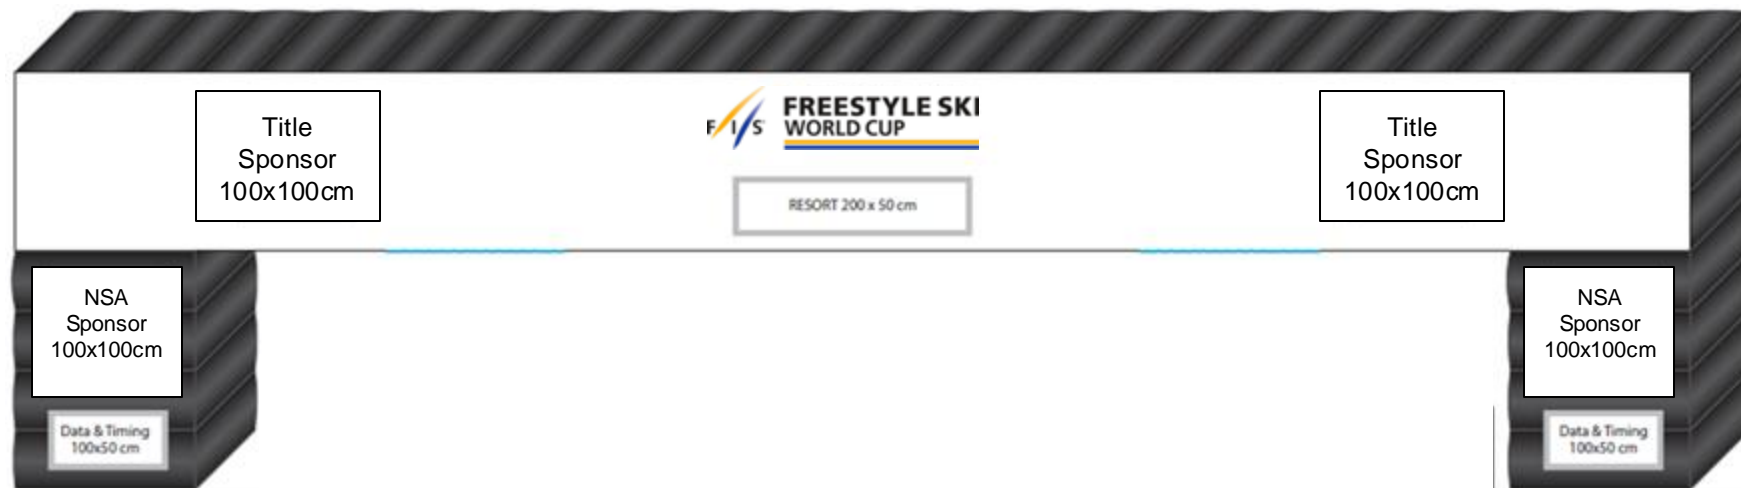 FREESTYLE SKI
FIS WORLD CUP
Title
Sponsor
100x100cm
RESORT 200 x 50 cm
Title
Sponsor
100x100cm
NSA
Sponsor
100x100cm
NSA
Sponsor
100x100cm
Data & Timing
100x50 cm
Data & Timing
100x50 cm